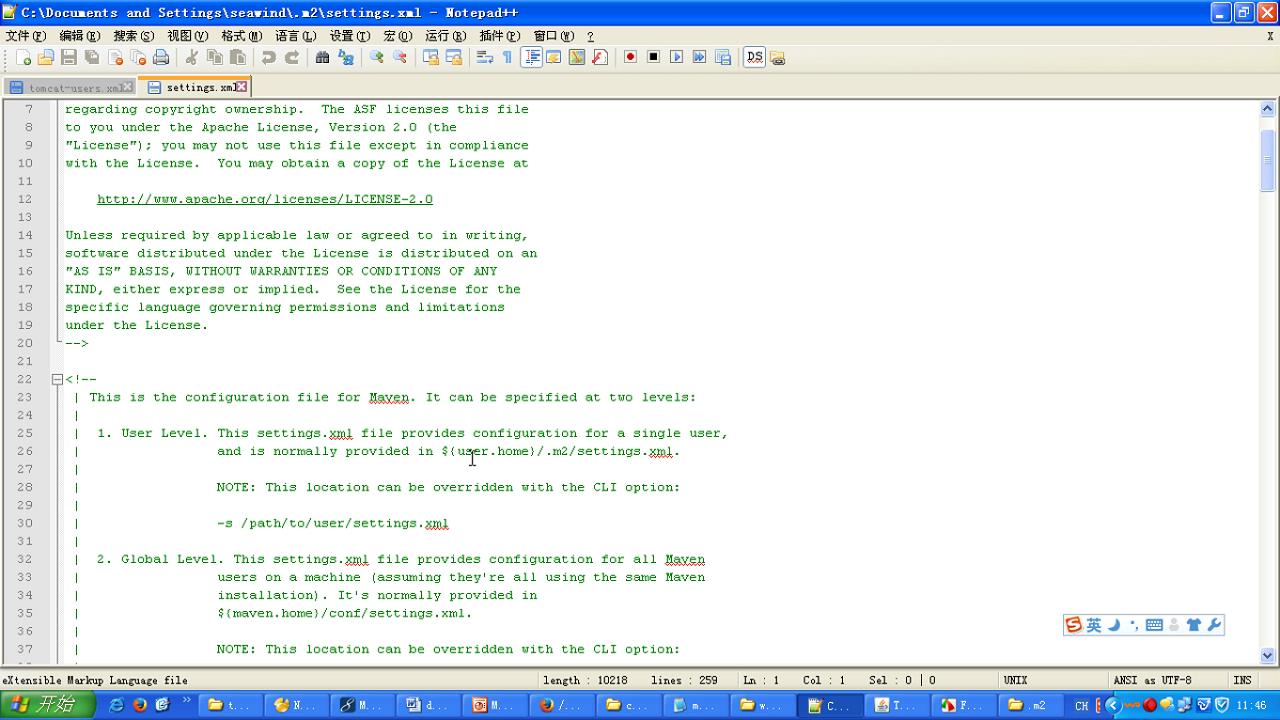 C:\Documents and Settings\seawind\.m2\settings.xml - Notepad++
文件(F) 编辑(E) 搜索(S) 视图(V) 格式(M) 语言(L) 设置(T) 宏(O) 运行(R) 插件(P) 窗口(W) ? X
tomcat-users.xml settings.xml
7 regarding copyright ownership.  The ASF licenses this file
8 to you under the Apache License, Version 2.0 (the
9 "License"); you may not use this file except in compliance
10 with the License.  You may obtain a copy of the License at
11
12 http://www.apache.org/licenses/LICENSE-2.0
13
14 Unless required by applicable law or agreed to in writing,
15 software distributed under the License is distributed on an
16 "AS IS" BASIS, WITHOUT WARRANTIES OR CONDITIONS OF ANY
17 KIND, either express or implied.  See the License for the
18 specific language governing permissions and limitations
19 under the License.
20 -->
21
22 <!--
23 | This is the configuration file for Maven. It can be specified at two levels:
24 |
25 | 1. User Level. This settings.xml file provides configuration for a single user,
26 | and is normally provided in ${user.home}/.m2/settings.xml.
27 |
28 | NOTE: This location can be overridden with the CLI option:
29 |
30 | -s /path/to/user/settings.xml
31 |
32 | 2. Global Level. This settings.xml file provides configuration for all Maven
33 | users on a machine (assuming they're all using the same Maven
34 | installation). It's normally provided in
35 | ${maven.home}/conf/settings.xml.
36 |
37 | NOTE: This location can be overridden with the CLI option:
英
eXtensible Markup Language file length : 10218 lines : 259 Ln : 1 Col : 1 Sel : 0 | 0 UNIX ANSI as UTF-8 INS
开始 t... N... M... d... M... /... c... m... w... C... T... F... .m2 CH 11:46